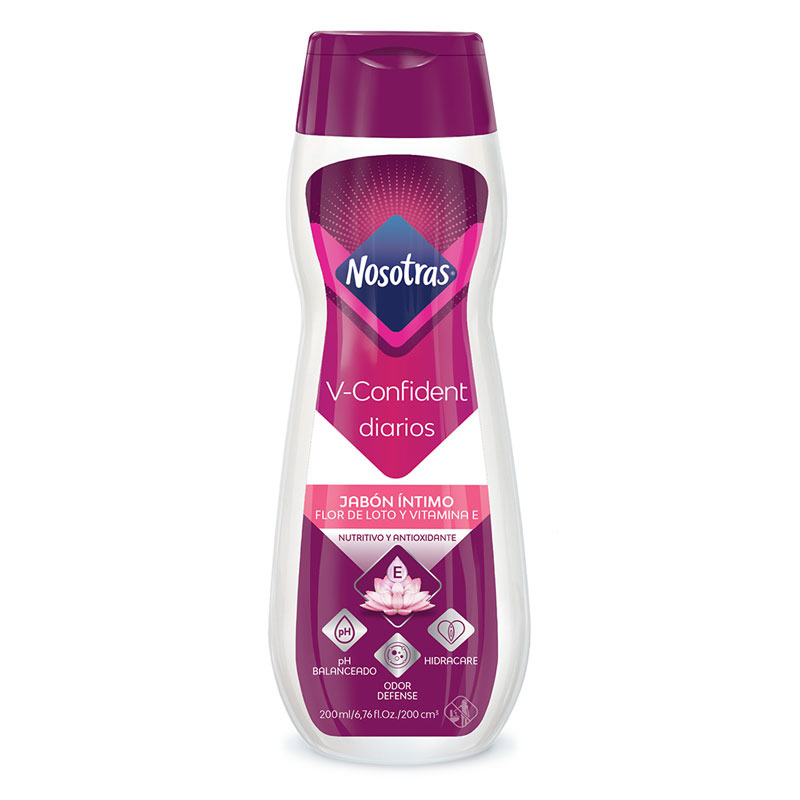 Nosotras®
V-Confident
diarios
JABÓN ÍNTIMO
FLOR DE LOTO Y VITAMINA E
NUTRITIVO Y ANTIOXIDANTE
E
pH
pH
BALANCEADO
ODOR
DEFENSE
HIDRACARE
200 ml/6,76 fl.Oz./200 cm³